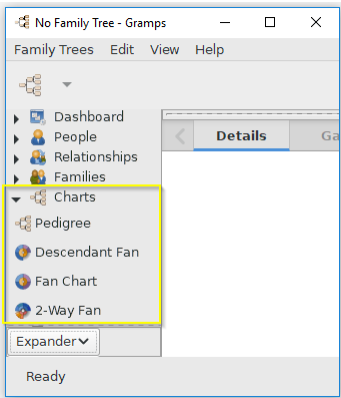 No Family Tree - Gramps
Family Trees Edit View Help
Dashboard
People
Relationships
Families
Charts
Pedigree
Descendant Fan
Fan Chart
2-Way Fan
Expander
Details
Ga
Ready